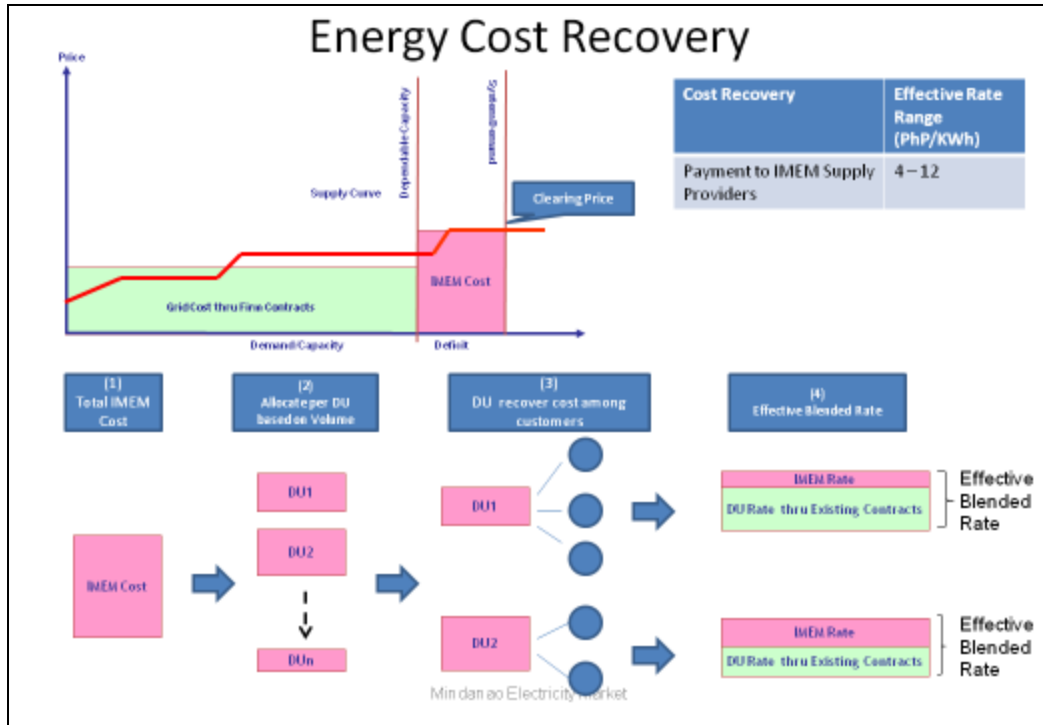 Energy Cost Recovery
Price
Dependable Capacity
System Demand
Supply Curve
Clearing Price
IMEM Cost
Grid Cost thru Firm Contracts
Demand/Capacity
Deficit
Cost Recovery
Effective Rate
Range
(PhP/KWh)
Payment to IMEM Supply
Providers
4 – 12
(1)
Total IMEM
Cost
(2)
Allocate per DU
based on Volume
(3)
DU recover cost among
customers
(4)
Effective Blended Rate
IMEM Cost
DU1
DU2
DUn
DU1
DU2
IMEM Rate
DU Rate thru Existing Contracts
Effective
Blended
Rate
IMEM Rate
DU Rate thru Existing Contracts
Effective
Blended
Rate
Mindanao Electricity Market